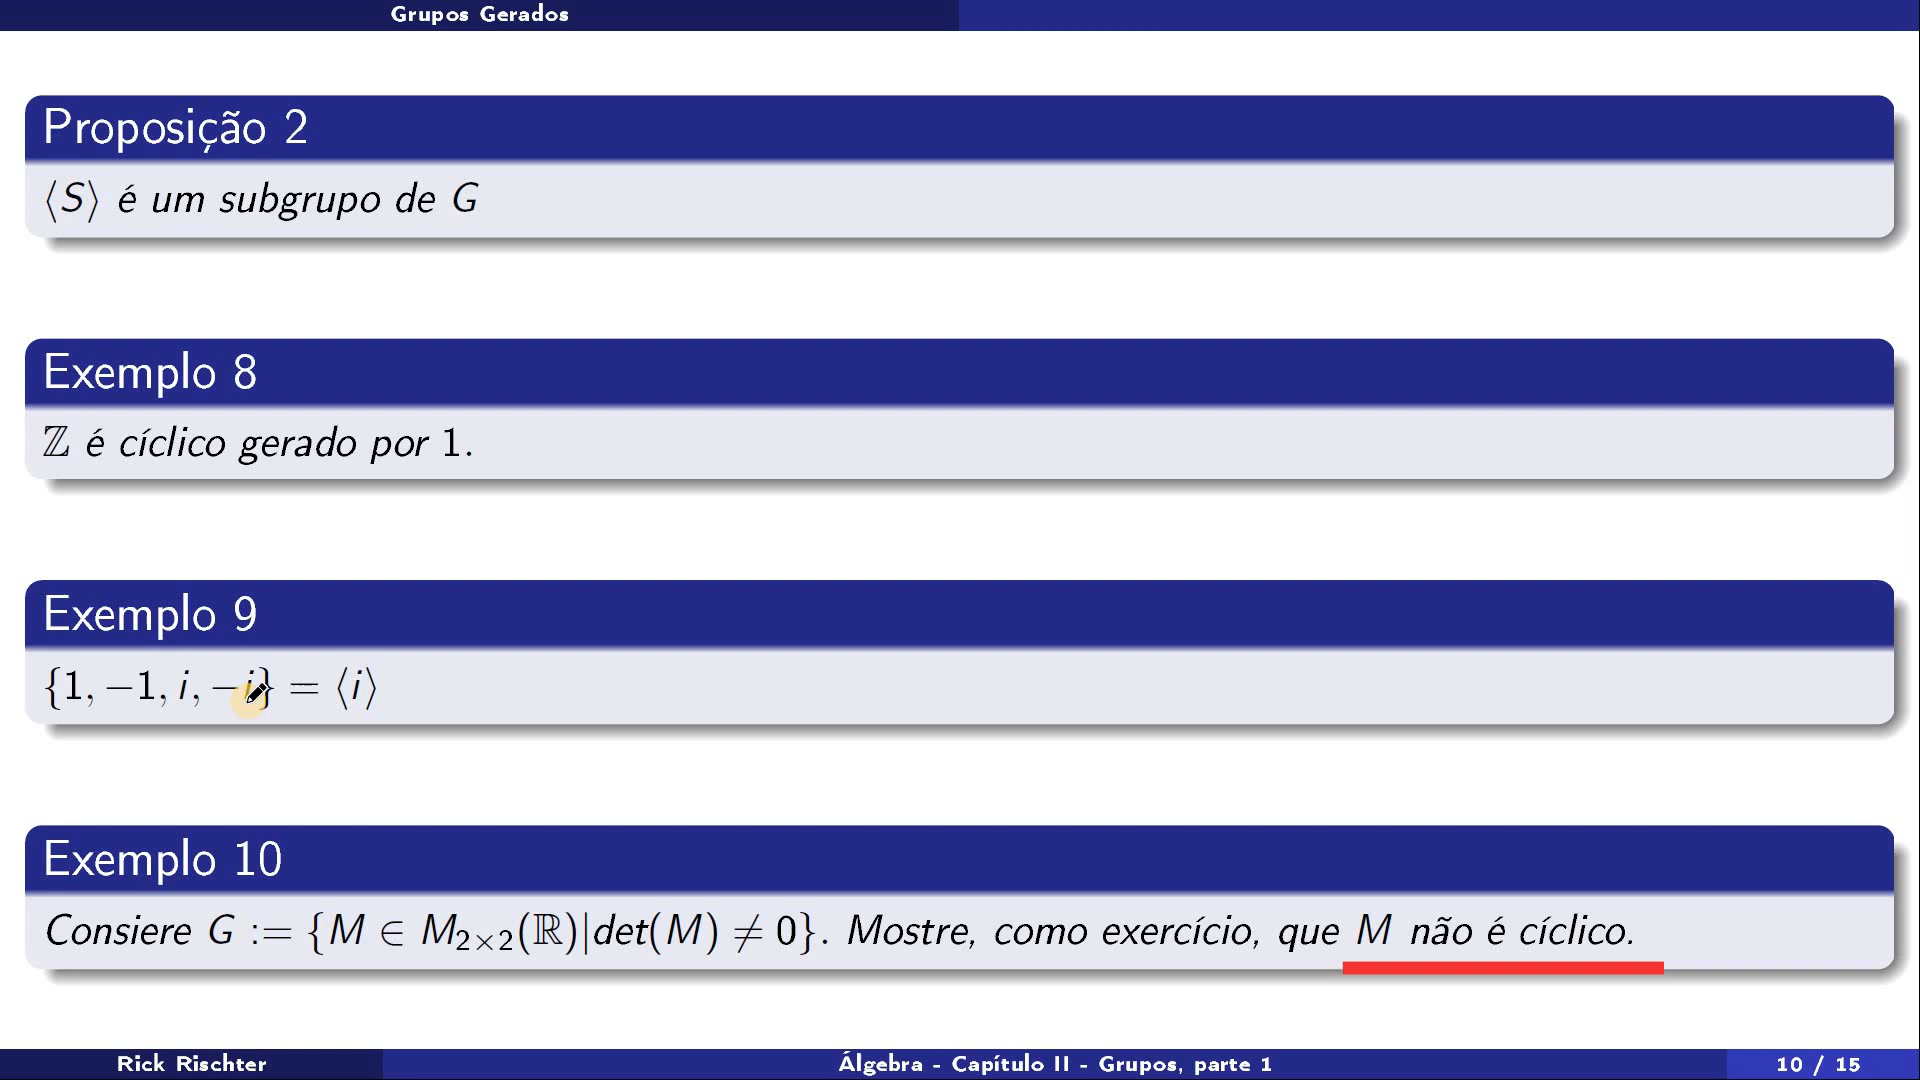 Grupos Gerados
Proposição 2
⟨S⟩ é um subgrupo de G
Exemplo 8
ℤ é cíclico gerado por 1.
Exemplo 9
{1, −1, i, −i} = ⟨i⟩
Exemplo 10
Consiere G := {M ∈ M₂ₓ₂(ℝ)|det(M) ≠ 0}. Mostre, como exercício, que M não é cíclico.
Rick Rischter Álgebra - Capítulo II - Grupos, parte 1 10 / 15